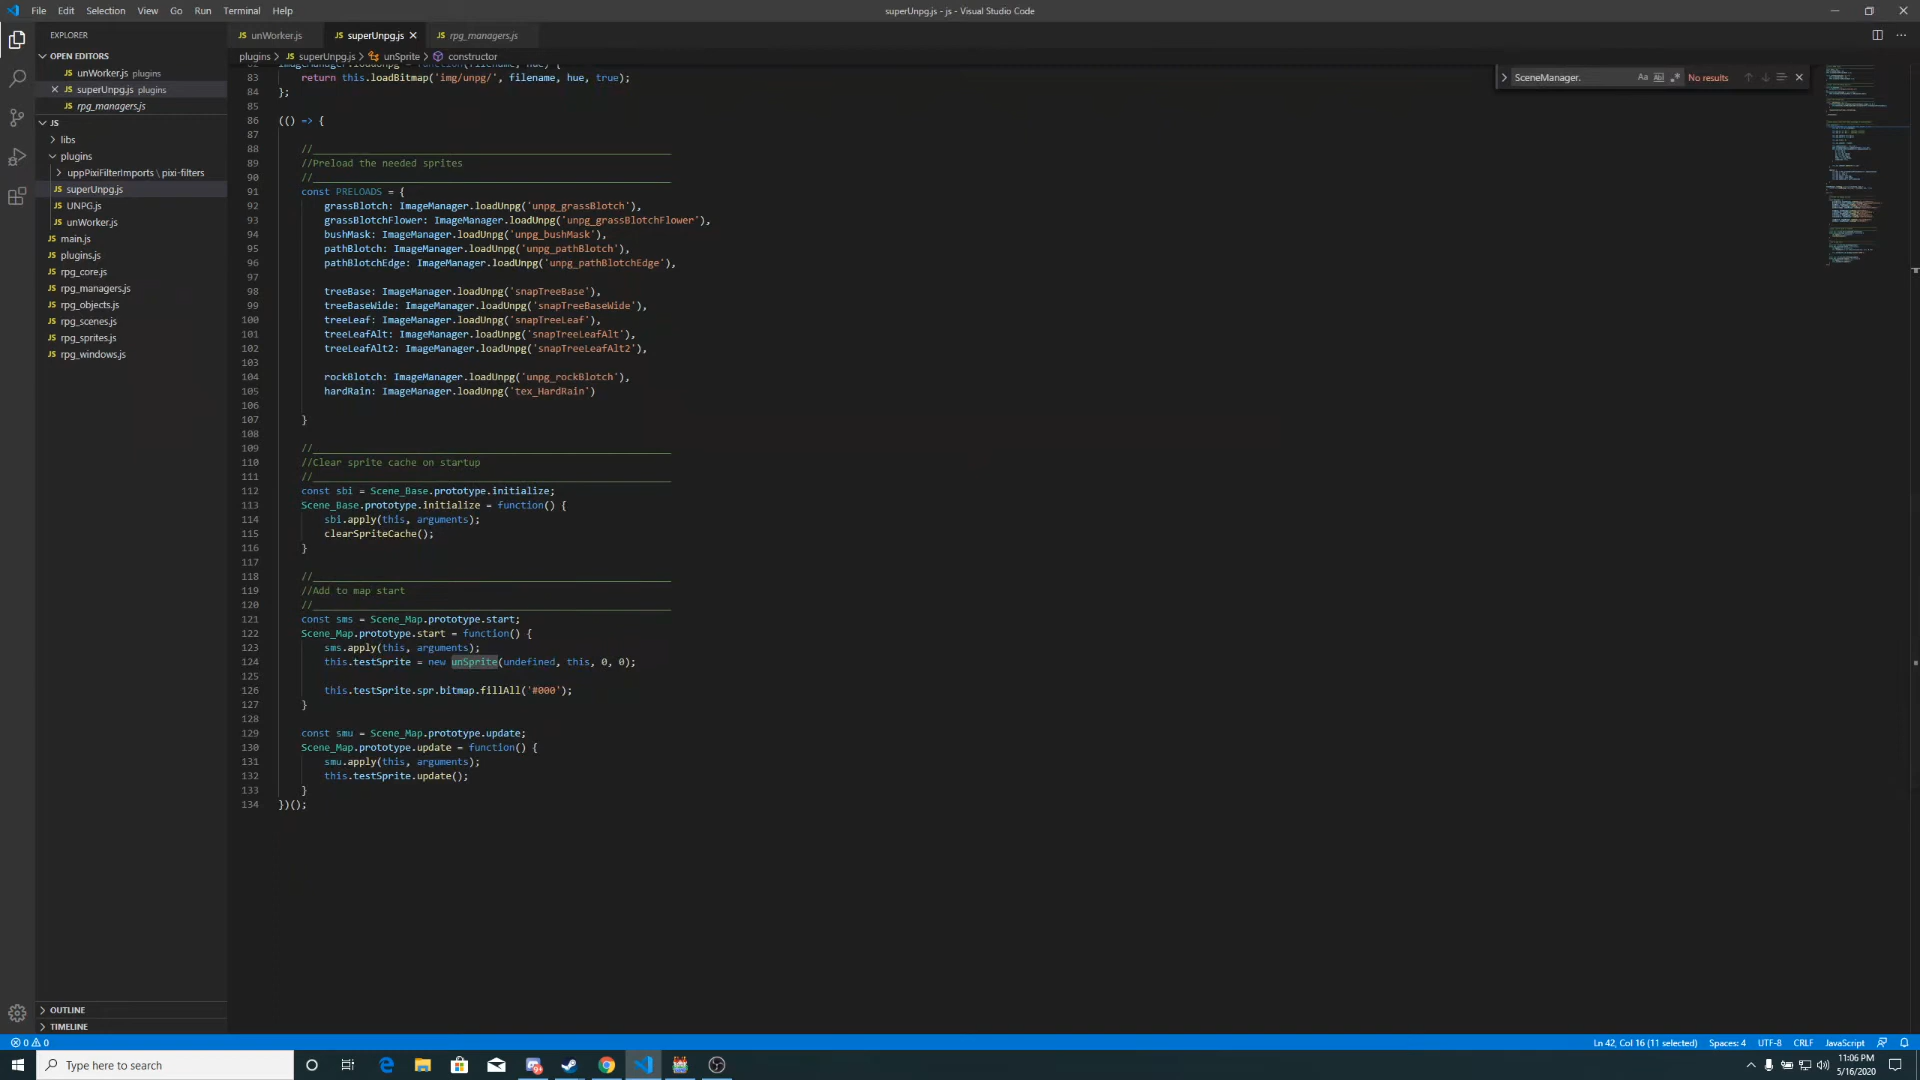 File Edit Selection View Go Run Terminal Help
superUnpg.js - js - Visual Studio Code
EXPLORER
OPEN EDITORS
JS unWorker.js plugins
JS superUnpg.js plugins
JS rpg_managers.js
JS
libs
plugins
uppPixiFilterImports \ pixi-filters
JS superUnpg.js
JS UNPG.js
JS unWorker.js
JS main.js
JS plugins.js
JS rpg_core.js
JS rpg_managers.js
JS rpg_objects.js
JS rpg_scenes.js
JS rpg_sprites.js
JS rpg_windows.js
OUTLINE
TIMELINE
JS unWorker.js JS superUnpg.js JS rpg_managers.js
plugins > JS superUnpg.js > unSprite > constructor
SceneManager. Aa No results
82 ImageManager.loadUnpg = function(filename, hue) {
83 return this.loadBitmap('img/unpg/', filename, hue, true);
84 };
85
86 (() => {
87
88 //______________________________________________________________
89 //Preload the needed sprites
90 //______________________________________________________________
91 const PRELOADS = {
92 grassBlotch: ImageManager.loadUnpg('unpg_grassBlotch'),
93 grassBlotchFlower: ImageManager.loadUnpg('unpg_grassBlotchFlower'),
94 bushMask: ImageManager.loadUnpg('unpg_bushMask'),
95 pathBlotch: ImageManager.loadUnpg('unpg_pathBlotch'),
96 pathBlotchEdge: ImageManager.loadUnpg('unpg_pathBlotchEdge'),
97
98 treeBase: ImageManager.loadUnpg('snapTreeBase'),
99 treeBaseWide: ImageManager.loadUnpg('snapTreeBaseWide'),
100 treeLeaf: ImageManager.loadUnpg('snapTreeLeaf'),
101 treeLeafAlt: ImageManager.loadUnpg('snapTreeLeafAlt'),
102 treeLeafAlt2: ImageManager.loadUnpg('snapTreeLeafAlt2'),
103
104 rockBlotch: ImageManager.loadUnpg('unpg_rockBlotch'),
105 hardRain: ImageManager.loadUnpg('tex_HardRain')
106
107 }
108
109 //______________________________________________________________
110 //Clear sprite cache on startup
111 //______________________________________________________________
112 const sbi = Scene_Base.prototype.initialize;
113 Scene_Base.prototype.initialize = function() {
114 sbi.apply(this, arguments);
115 clearSpriteCache();
116 }
117
118 //______________________________________________________________
119 //Add to map start
120 //______________________________________________________________
121 const sms = Scene_Map.prototype.start;
122 Scene_Map.prototype.start = function() {
123 sms.apply(this, arguments);
124 this.testSprite = new unSprite(undefined, this, 0, 0);
125
126 this.testSprite.spr.bitmap.fillAll('#000');
127 }
128
129 const smu = Scene_Map.prototype.update;
130 Scene_Map.prototype.update = function() {
131 smu.apply(this, arguments);
132 this.testSprite.update();
133 }
134 })();
0 0
Ln 42, Col 16 (11 selected) Spaces: 4 UTF-8 CRLF JavaScript
Type here to search
11:06 PM
5/16/2020